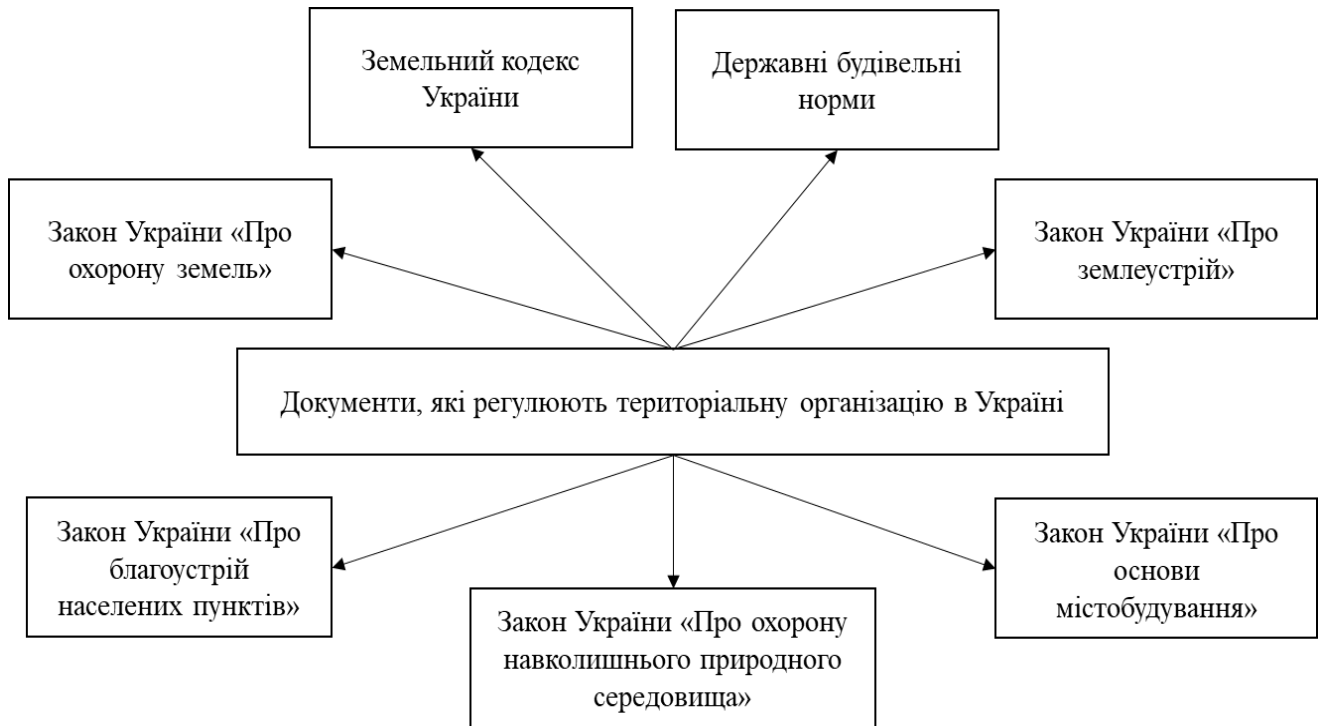 Земельний кодекс
України
Державні будівельні
норми
Закон України «Про
охорону земель»
Закон України «Про
землеустрій»
Документи, які регулюють територіальну організацію в Україні
Закон України «Про
благоустрій
населених пунктів»
Закон України «Про охорону
навколишнього природного
середовища»
Закон України «Про
основи
містобудування»